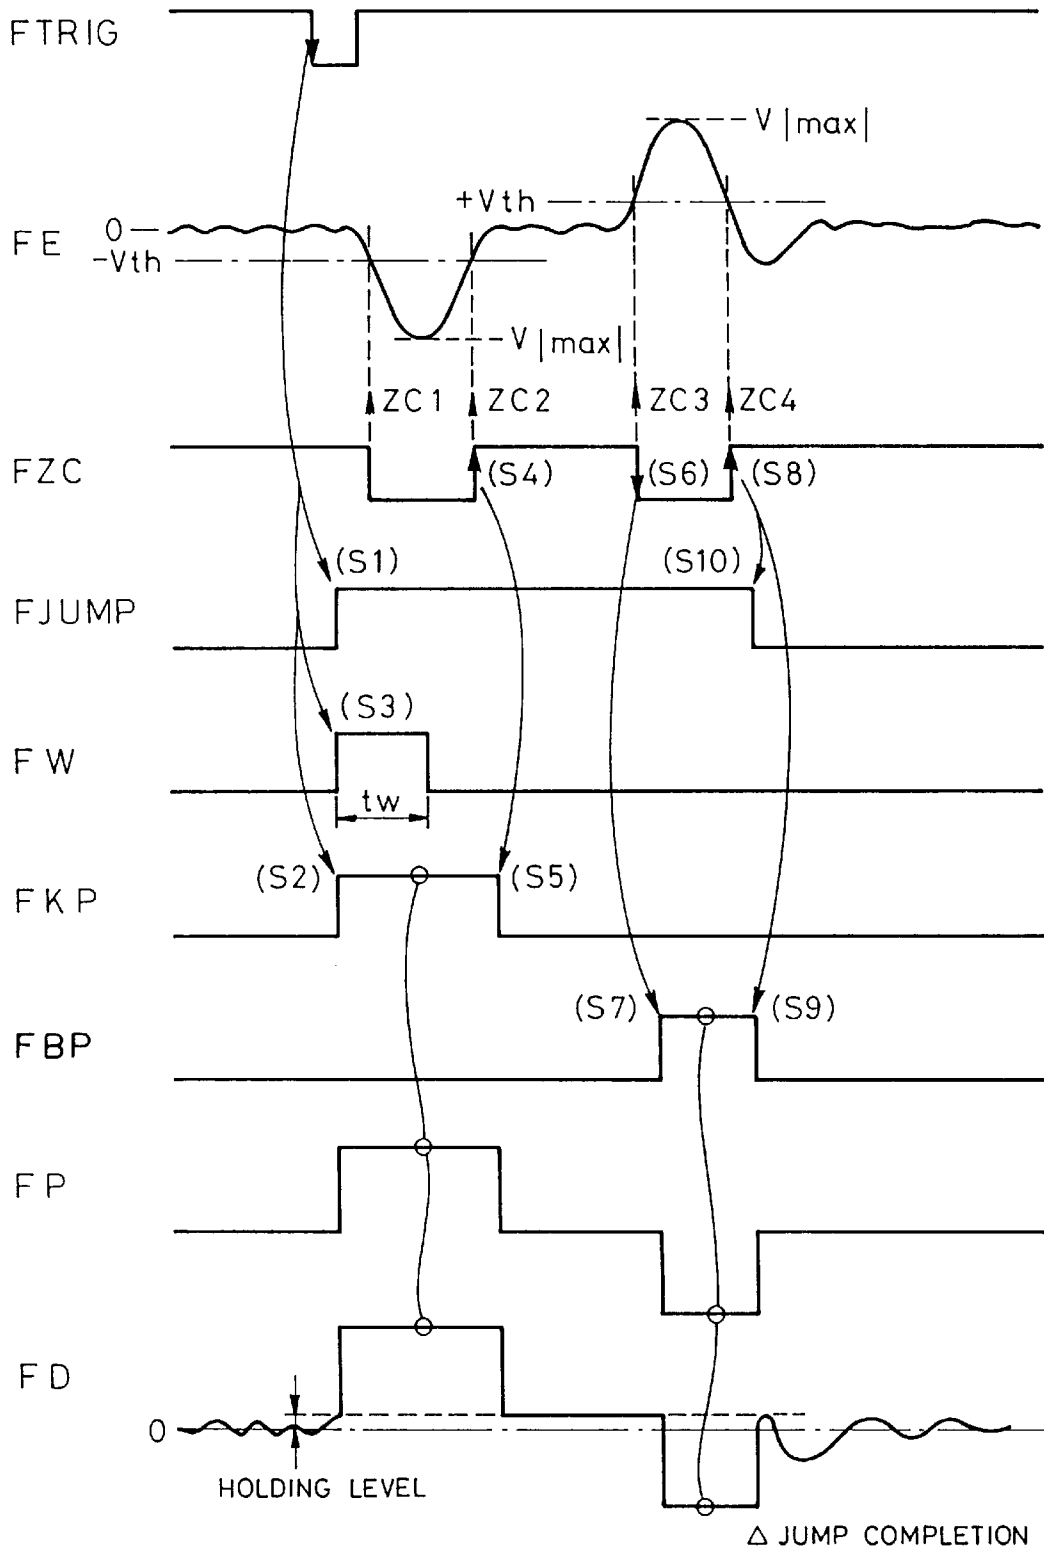 FTRIG
V |max|
+Vth
0
FE
-Vth
V |max|
ZC1 ZC2 ZC3 ZC4
FZC
(S4) (S6) (S8)
(S1) (S10)
FJUMP
(S3)
FW
tw
(S2) (S5)
FKP
(S7) (S9)
FBP
FP
FD
0
HOLDING LEVEL
△ JUMP COMPLETION